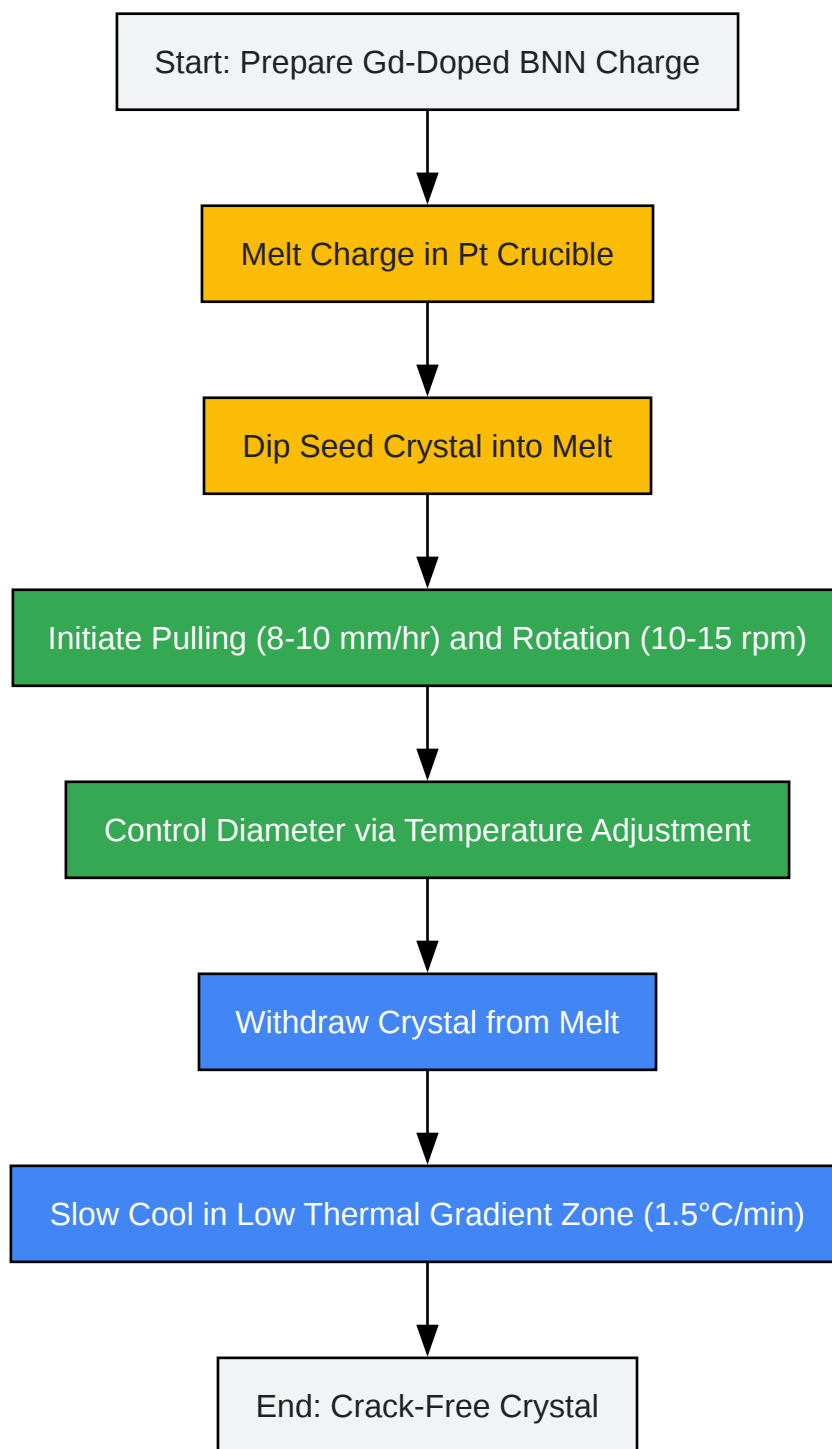 Start: Prepare Gd-Doped BNN Charge
Melt Charge in Pt Crucible
Dip Seed Crystal into Melt
Initiate Pulling (8-10 mm/hr) and Rotation (10-15 rpm)
Control Diameter via Temperature Adjustment
Withdraw Crystal from Melt
Slow Cool in Low Thermal Gradient Zone (1.5°C/min)
End: Crack-Free Crystal